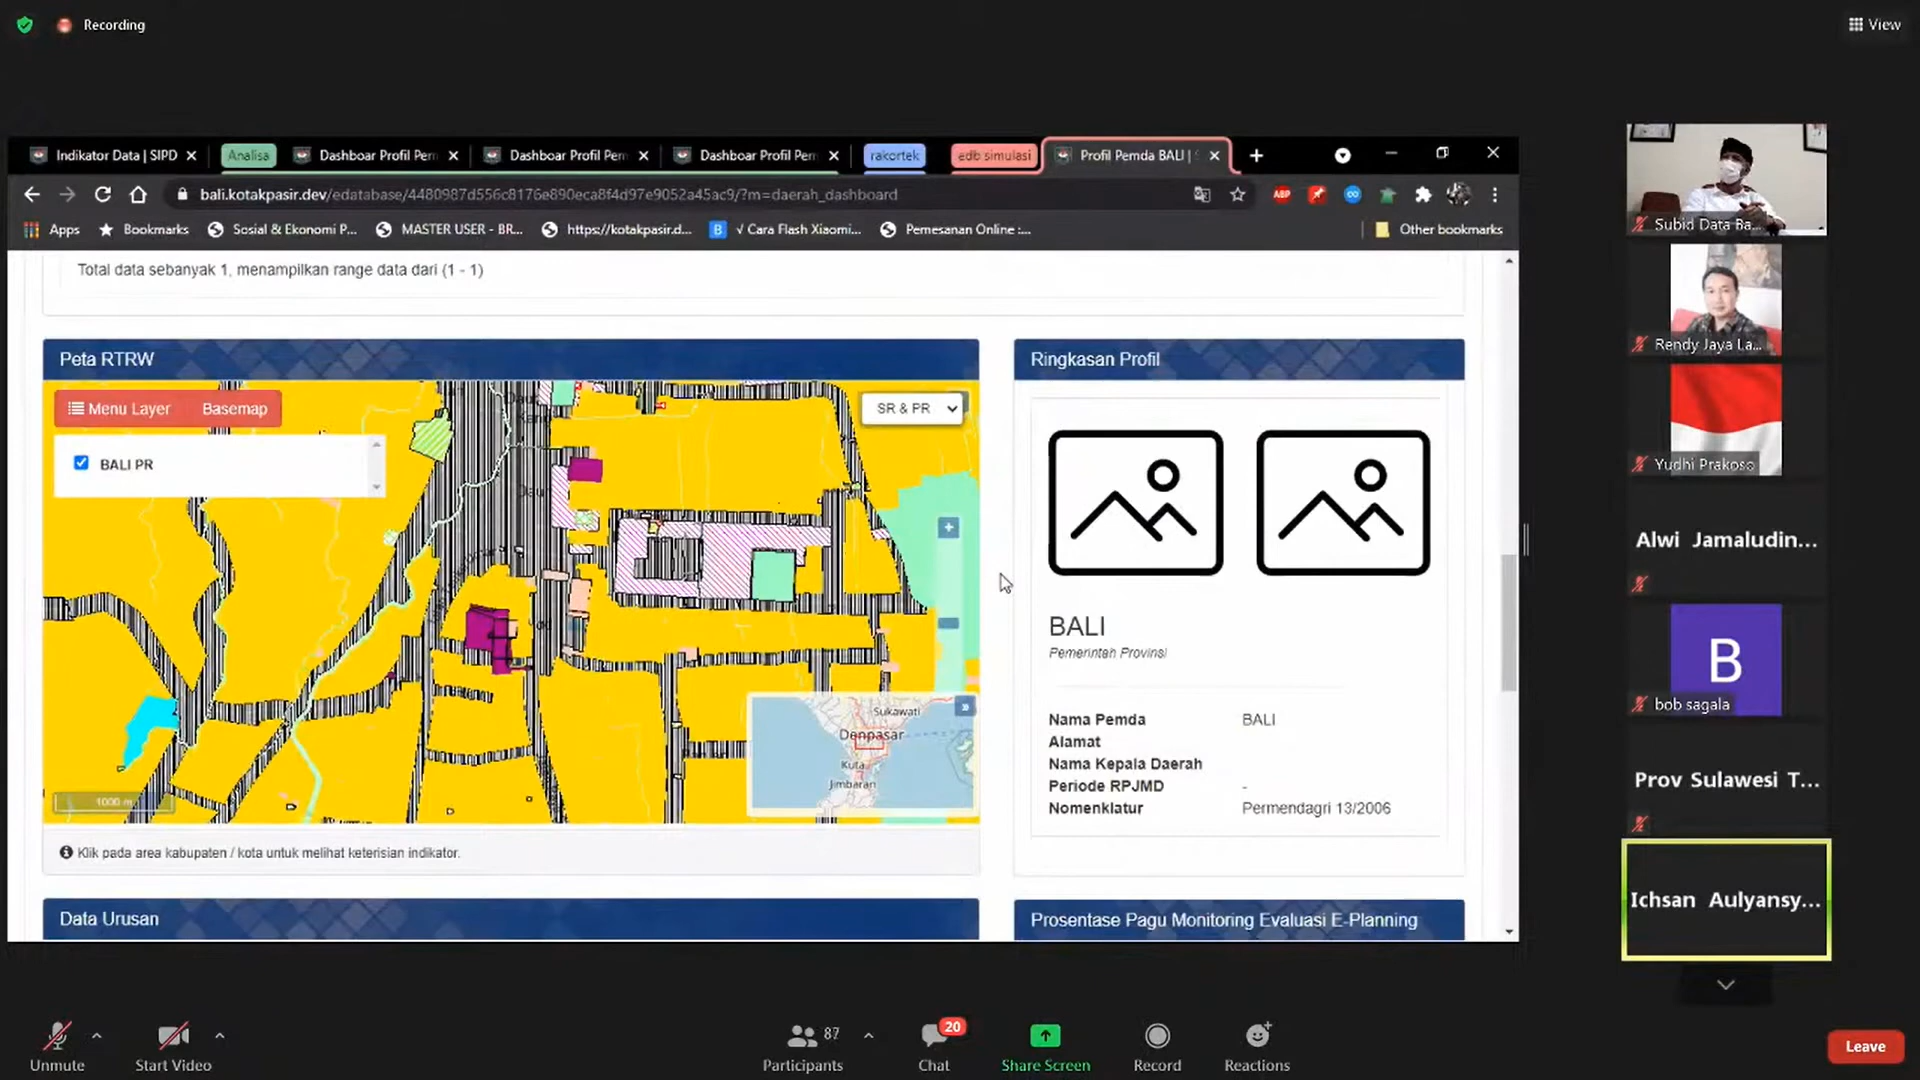 Recording
View
Indikator Data | SIPD
Analisa
Dashboar Profil Pem
Dashboar Profil Pem
Dashboar Profil Pem
rakortek
edb simulasi
Profil Pemda BALI |
bali.kotakpasir.dev/edatabase/4480987d556c8176e890eca8f4d97e9052a45ac9/?m=daerah_dashboard
ABP
Apps
Bookmarks
Sosial & Ekonomi P...
MASTER USER - BR...
https://kotakpasir.d...
B
√ Cara Flash Xiaomi...
Pemesanan Online :...
Other bookmarks
Total data sebanyak 1, menampilkan range data dari (1 - 1)
Peta RTRW
Menu Layer
Basemap
SR & PR
BALI PR
Sukawati
Denpasar
Kuta
Jimbaran
1000 m
Klik pada area kabupaten / kota untuk melihat keterisian indikator.
Ringkasan Profil
BALI
Pemerintah Provinsi
Nama Pemda BALI
Alamat
Nama Kepala Daerah
Periode RPJMD -
Nomenklatur Permendagri 13/2006
Data Urusan
Prosentase Pagu Monitoring Evaluasi E-Planning
Subid Data Ba...
Rendy Jaya La...
Yudhi Prakoso
Alwi Jamaludin...
B
bob sagala
Prov Sulawesi T...
Ichsan Aulyansy...
Unmute
Start Video
87
Participants
20
Chat
Share Screen
Record
Reactions
Leave